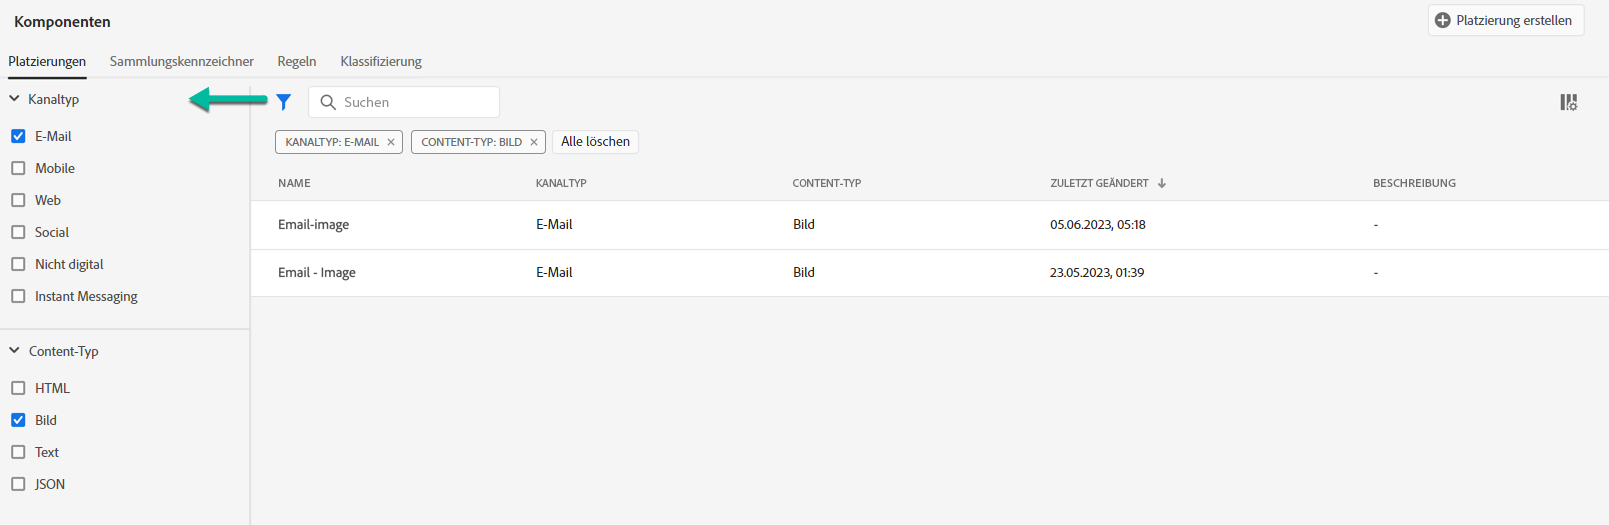 Komponenten
Platzierung erstellen
Platzierungen Sammlungskennzeichner Regeln Klassifizierung
Kanaltyp
E-Mail
Mobile
Web
Social
Nicht digital
Instant Messaging
Content-Typ
HTML
Bild
Text
JSON
Suchen
KANALTYP: E-MAIL CONTENT-TYP: BILD Alle löschen
NAME KANALTYP CONTENT-TYP ZULETZT GEÄNDERT BESCHREIBUNG
Email-image E-Mail Bild 05.06.2023, 05:18 -
Email - Image E-Mail Bild 23.05.2023, 01:39 -